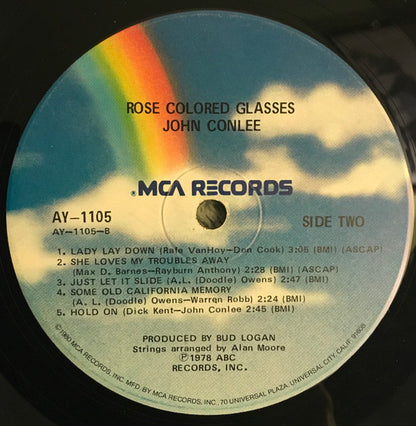 ROSE COLORED GLASSES
JOHN CONLEE
MCA RECORDS
AY-1105
AY-1105-B
SIDE TWO
1. LADY LAY DOWN (Rafe VanHoy-Don Cook) 3:05 (BMI) (ASCAP)
2. SHE LOVES MY TROUBLES AWAY
(Max D. Barnes-Rayburn Anthony) 2:28 (BMI) (ASCAP)
3. JUST LET IT SLIDE (A.L. (Doodle) Owens) 2:47 (BMI)
4. SOME OLD CALIFORNIA MEMORY
(A. L. (Doodle) Owens-Warren Robb) 2:24 (BMI)
5. HOLD ON (Dick Kent-John Conlee 2:45 (BMI)
PRODUCED BY BUD LOGAN
Strings arranged by Alan Moore
Ⓟ1978 ABC
RECORDS, INC.
©1980 MCA RECORDS, INC. MFD. BY MCA RECORDS, INC., 70 UNIVERSAL PLAZA, UNIVERSAL CITY, CALIF. 91608